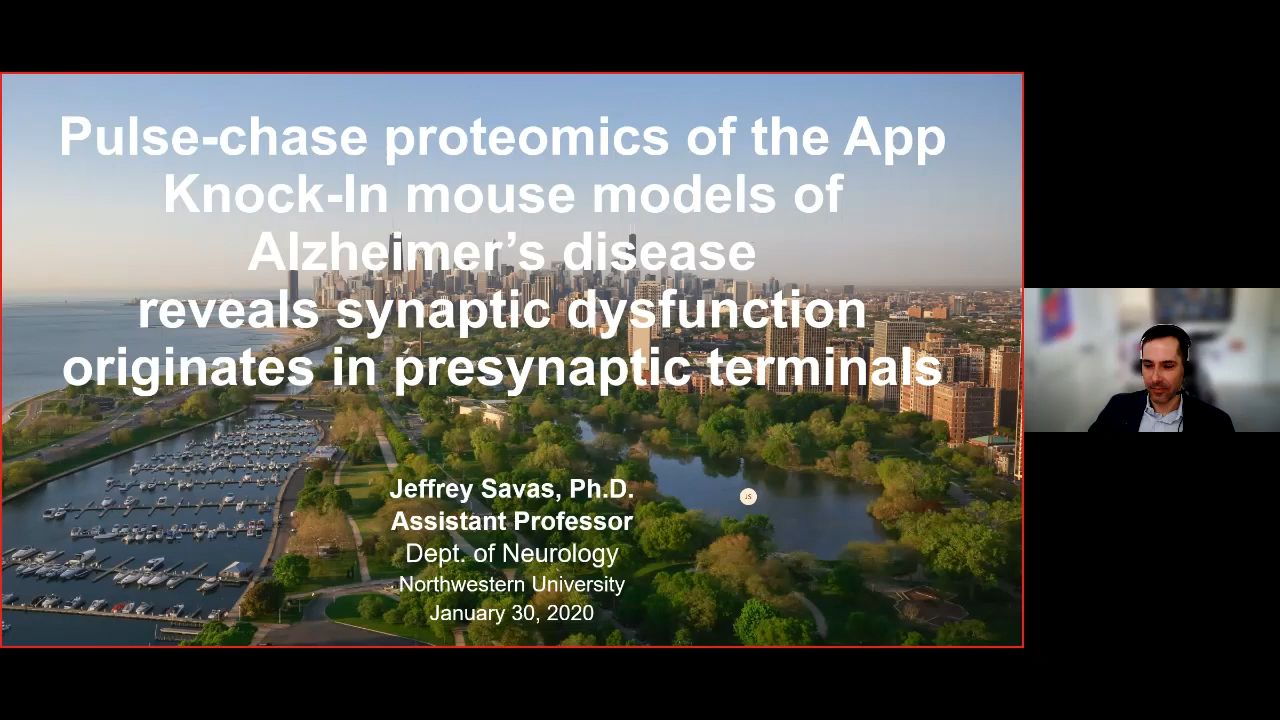 Pulse-chase proteomics of the App
Knock-In mouse models of
Alzheimer's disease
reveals synaptic dysfunction
originates in presynaptic terminals
Jeffrey Savas, Ph.D.
Assistant Professor
Dept. of Neurology
Northwestern University
January 30, 2020
JS